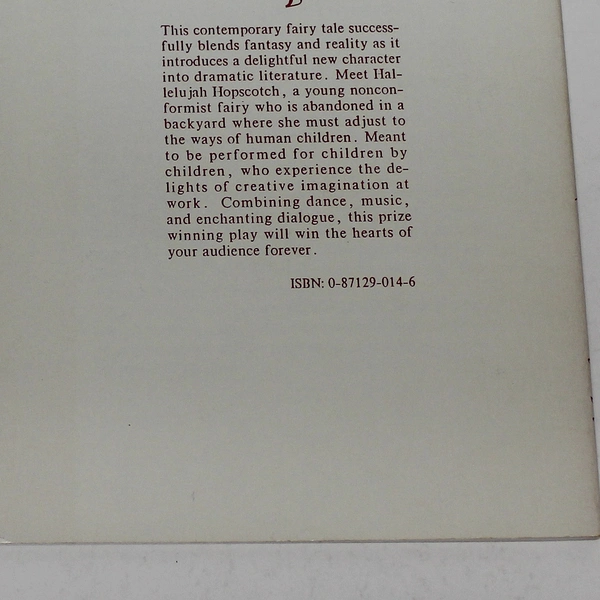 This contemporary fairy tale success-
fully blends fantasy and reality as it
introduces a delightful new character
into dramatic literature. Meet Hal-
lelujah Hopscotch, a young noncon-
formist fairy who is abandoned in a
backyard where she must adjust to
the ways of human children. Meant
to be performed for children by
children, who experience the de-
lights of creative imagination at
work. Combining dance, music,
and enchanting dialogue, this prize
winning play will win the hearts of
your audience forever.
ISBN: 0-87129-014-6